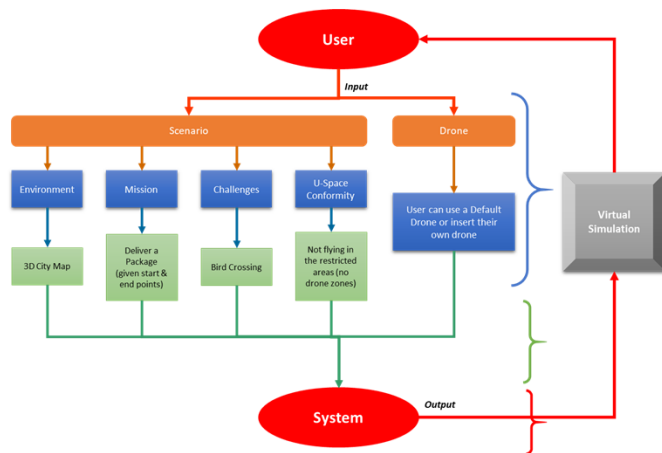 User
Input
Scenario
Drone
Environment
Mission
Challenges
U-Space
Conformity
User can use a Default
Drone or insert their
own drone
Virtual
Simulation
3D City Map
Deliver a
Package
(given start &
end points)
Bird Crossing
Not flying in
the restricted
areas (no
drone zones)
System
Output